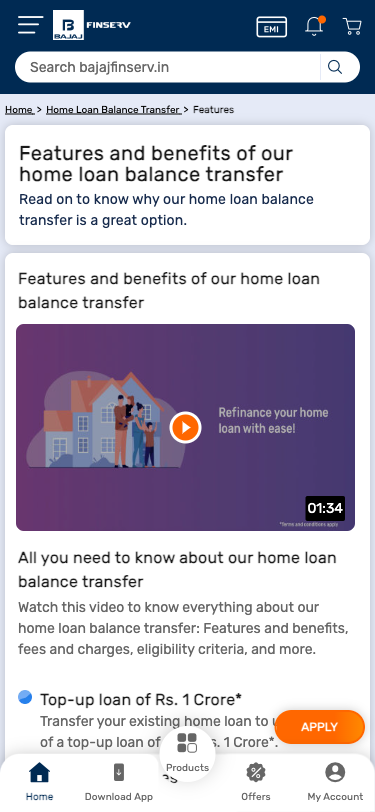 BAJAJ FINSERV
EMI
Search bajajfinserv.in
Home > Home Loan Balance Transfer > Features
Features and benefits of our
home loan balance transfer
Read on to know why our home loan balance
transfer is a great option.
Features and benefits of our home loan
balance transfer
Refinance your home
loan with ease!
01:34
*Terms and conditions apply
All you need to know about our home loan
balance transfer
Watch this video to know everything about our
home loan balance transfer: Features and benefits,
fees and charges, eligibility criteria, and more.
Top-up loan of Rs. 1 Crore*
Transfer your existing home loan to
APPLY
of a top-up loan of s. 1 Crore*.
Products
Home
Download App
Offers
My Account